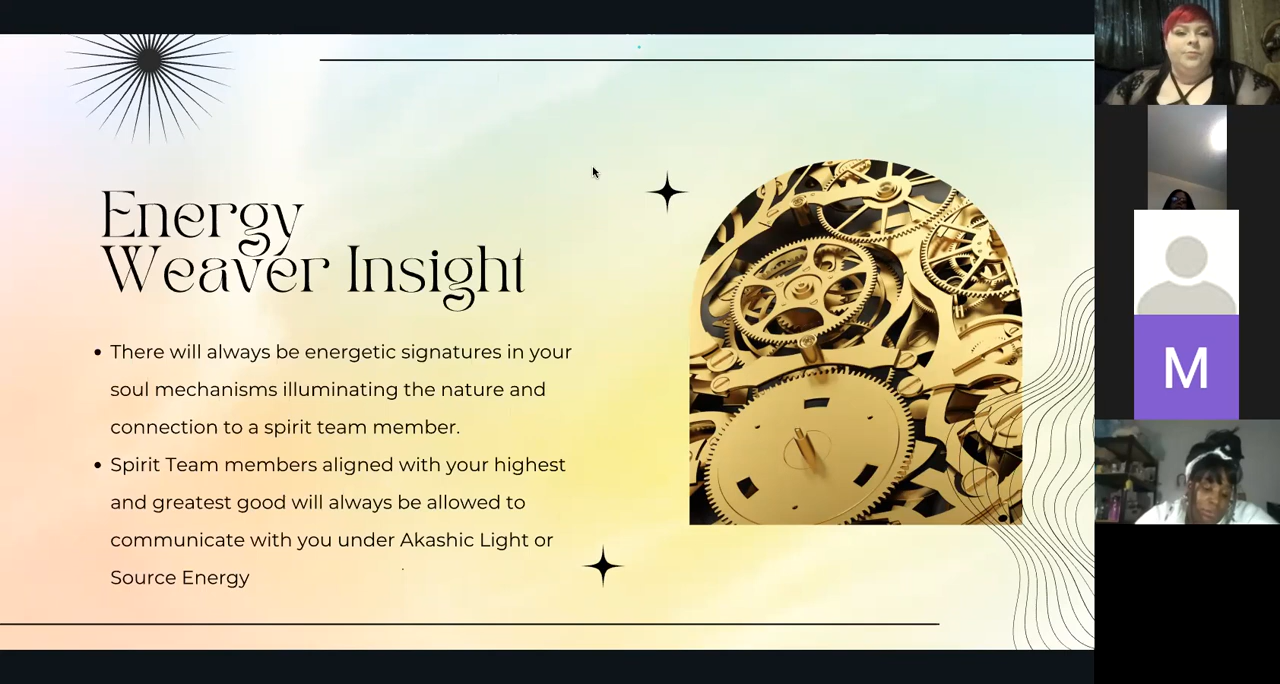 Energy
Weaver Insight
There will always be energetic signatures in your
soul mechanisms illuminating the nature and
connection to a spirit team member.
Spirit Team members aligned with your highest
and greatest good will always be allowed to
communicate with you under Akashic Light or
Source Energy
M